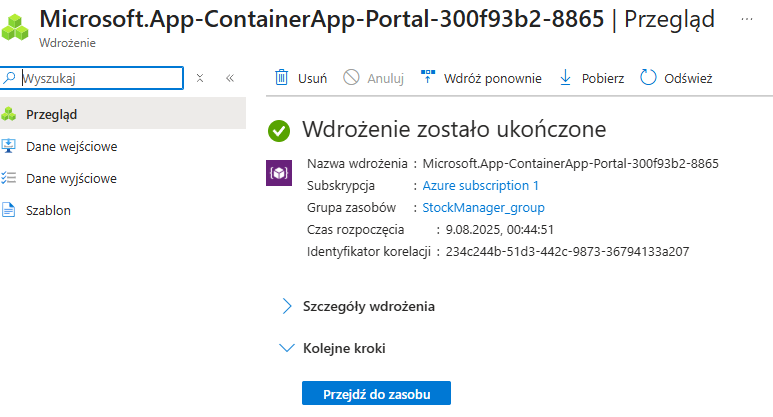 Microsoft.App-ContainerApp-Portal-300f93b2-8865 | Przegląd ...
Wdrożenie
Wyszukaj
Usuń Anuluj Wdróż ponownie Pobierz Odśwież
Przegląd
Dane wejściowe
Dane wyjściowe
Szablon
Wdrożenie zostało ukończone
Nazwa wdrożenia : Microsoft.App-ContainerApp-Portal-300f93b2-8865
Subskrypcja : Azure subscription 1
Grupa zasobów : StockManager_group
Czas rozpoczęcia : 9.08.2025, 00:44:51
Identyfikator korelacji : 234c244b-51d3-442c-9873-36794133a207
Szczegóły wdrożenia
Kolejne kroki
Przejdź do zasobu